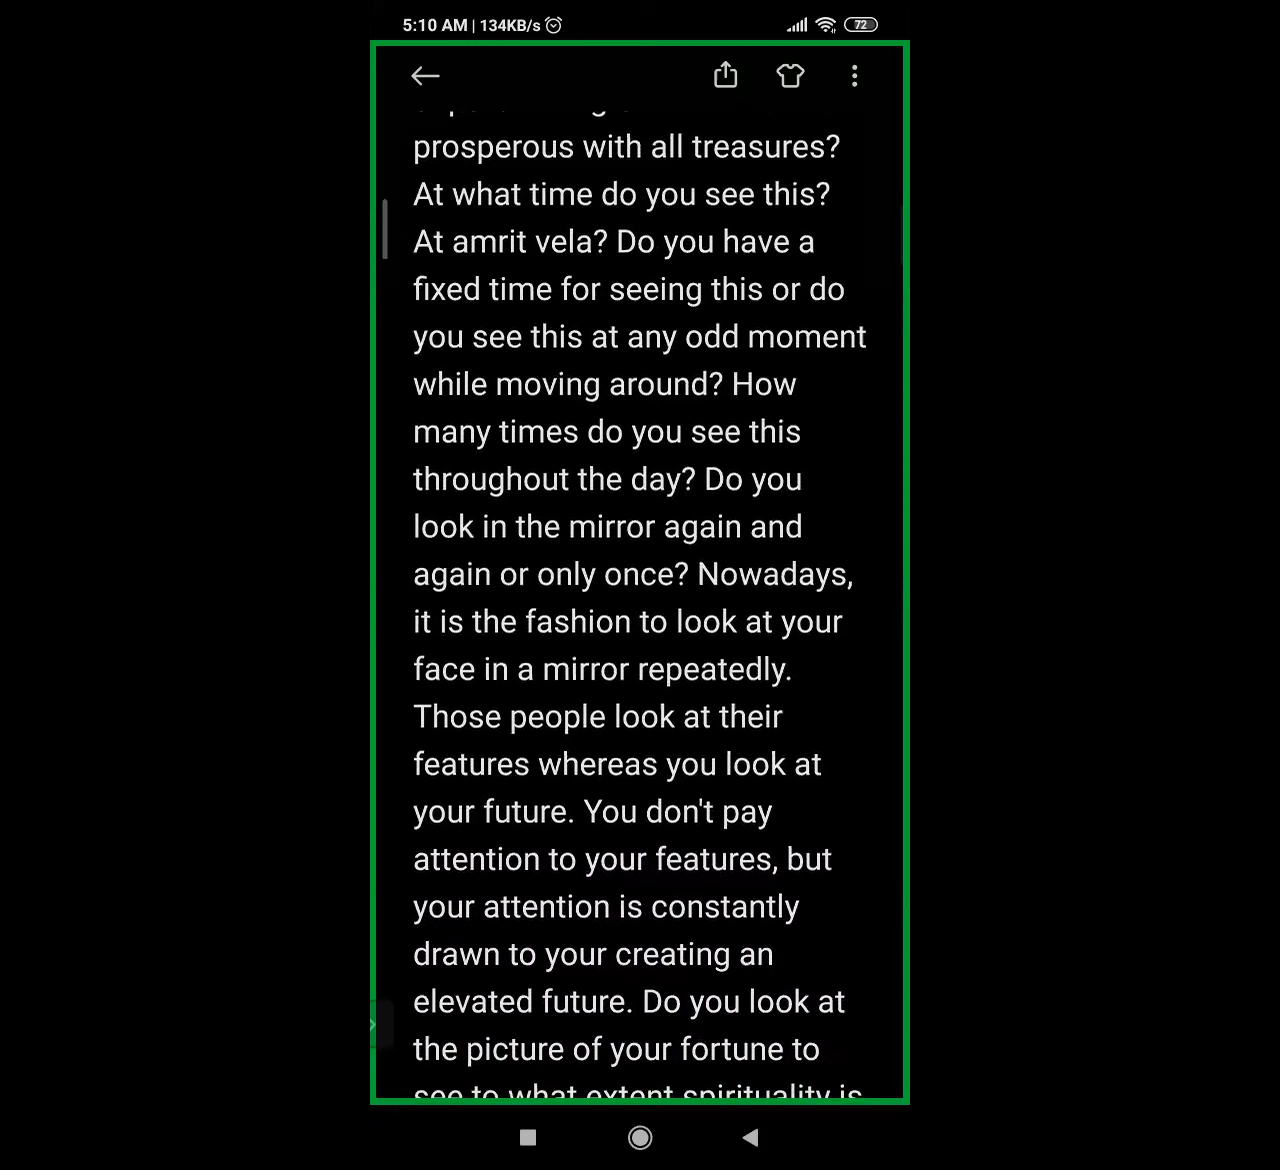 5:10 AM | 134KB/s
72
prosperous with all treasures?
At what time do you see this?
At amrit vela? Do you have a
fixed time for seeing this or do
you see this at any odd moment
while moving around? How
many times do you see this
throughout the day? Do you
look in the mirror again and
again or only once? Nowadays,
it is the fashion to look at your
face in a mirror repeatedly.
Those people look at their
features whereas you look at
your future. You don't pay
attention to your features, but
your attention is constantly
drawn to your creating an
elevated future. Do you look at
the picture of your fortune to
see to what extent spirituality is